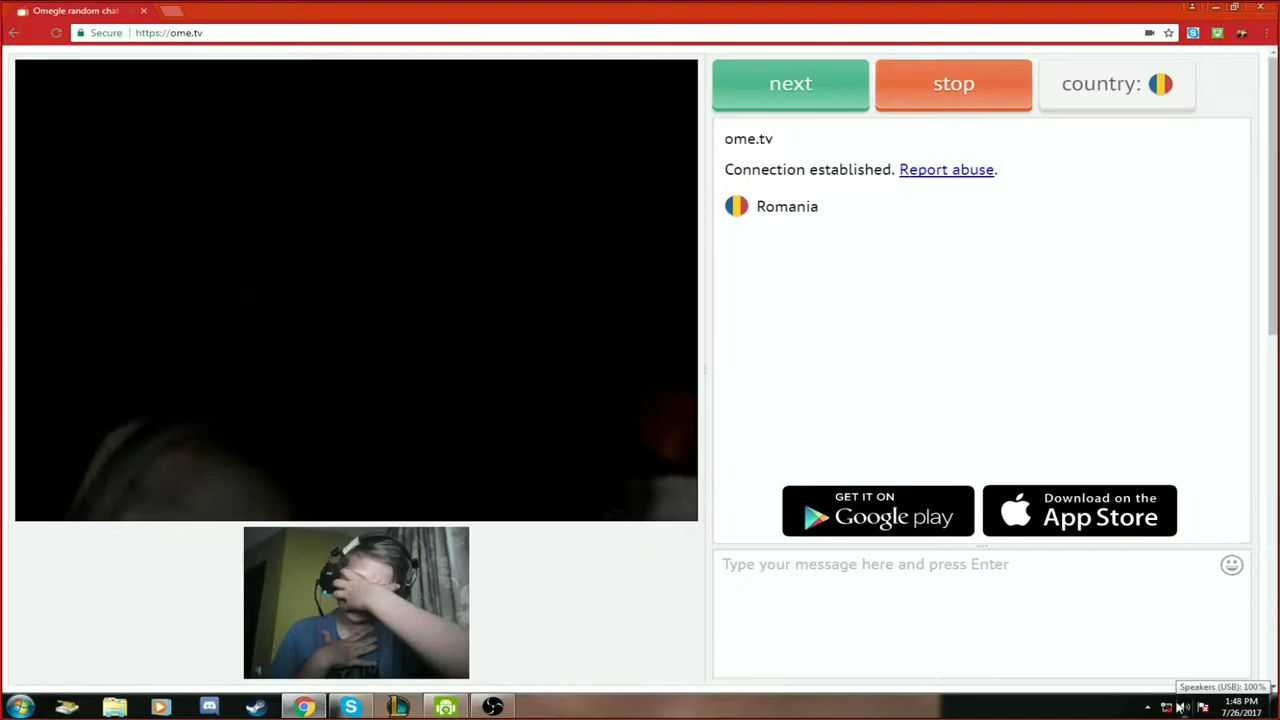 Omegle random cha
Secure
https://ome.tv
next
stop
country:
ome.tv
Connection established. Report abuse.
Romania
GET IT ON
Google play
Download on the
App Store
Type your message here and press Enter
Speakers (USB): 100%
1:48 PM
7/26/2017